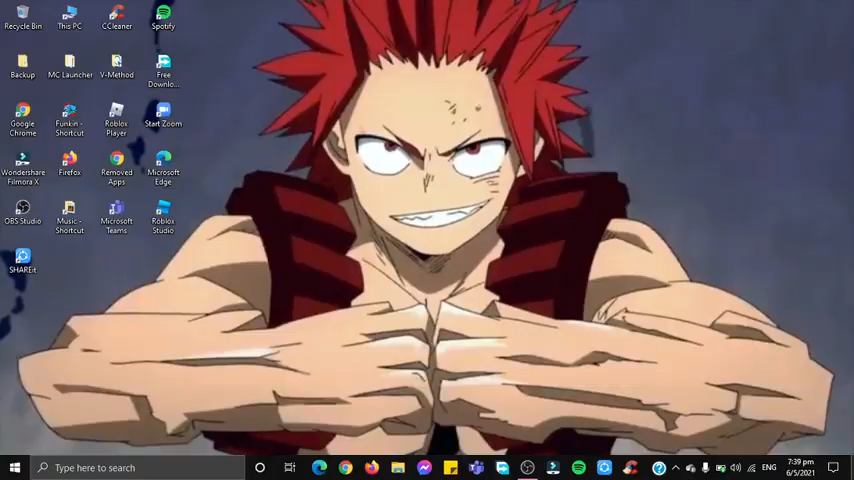 Recycle Bin
This PC
CCleaner
Spotify
Backup
MC Launcher
V-Method
Free
Downlo...
Google
Chrome
Funkin -
Shortcut
Roblox
Player
Start Zoom
Wondershare
Filmora X
Firefox
Removed
Apps
Microsoft
Edge
OBS Studio
Music -
Shortcut
Microsoft
Teams
Roblox
Studio
SHAREit
Type here to search
ENG
7:39 pm
6/5/2021